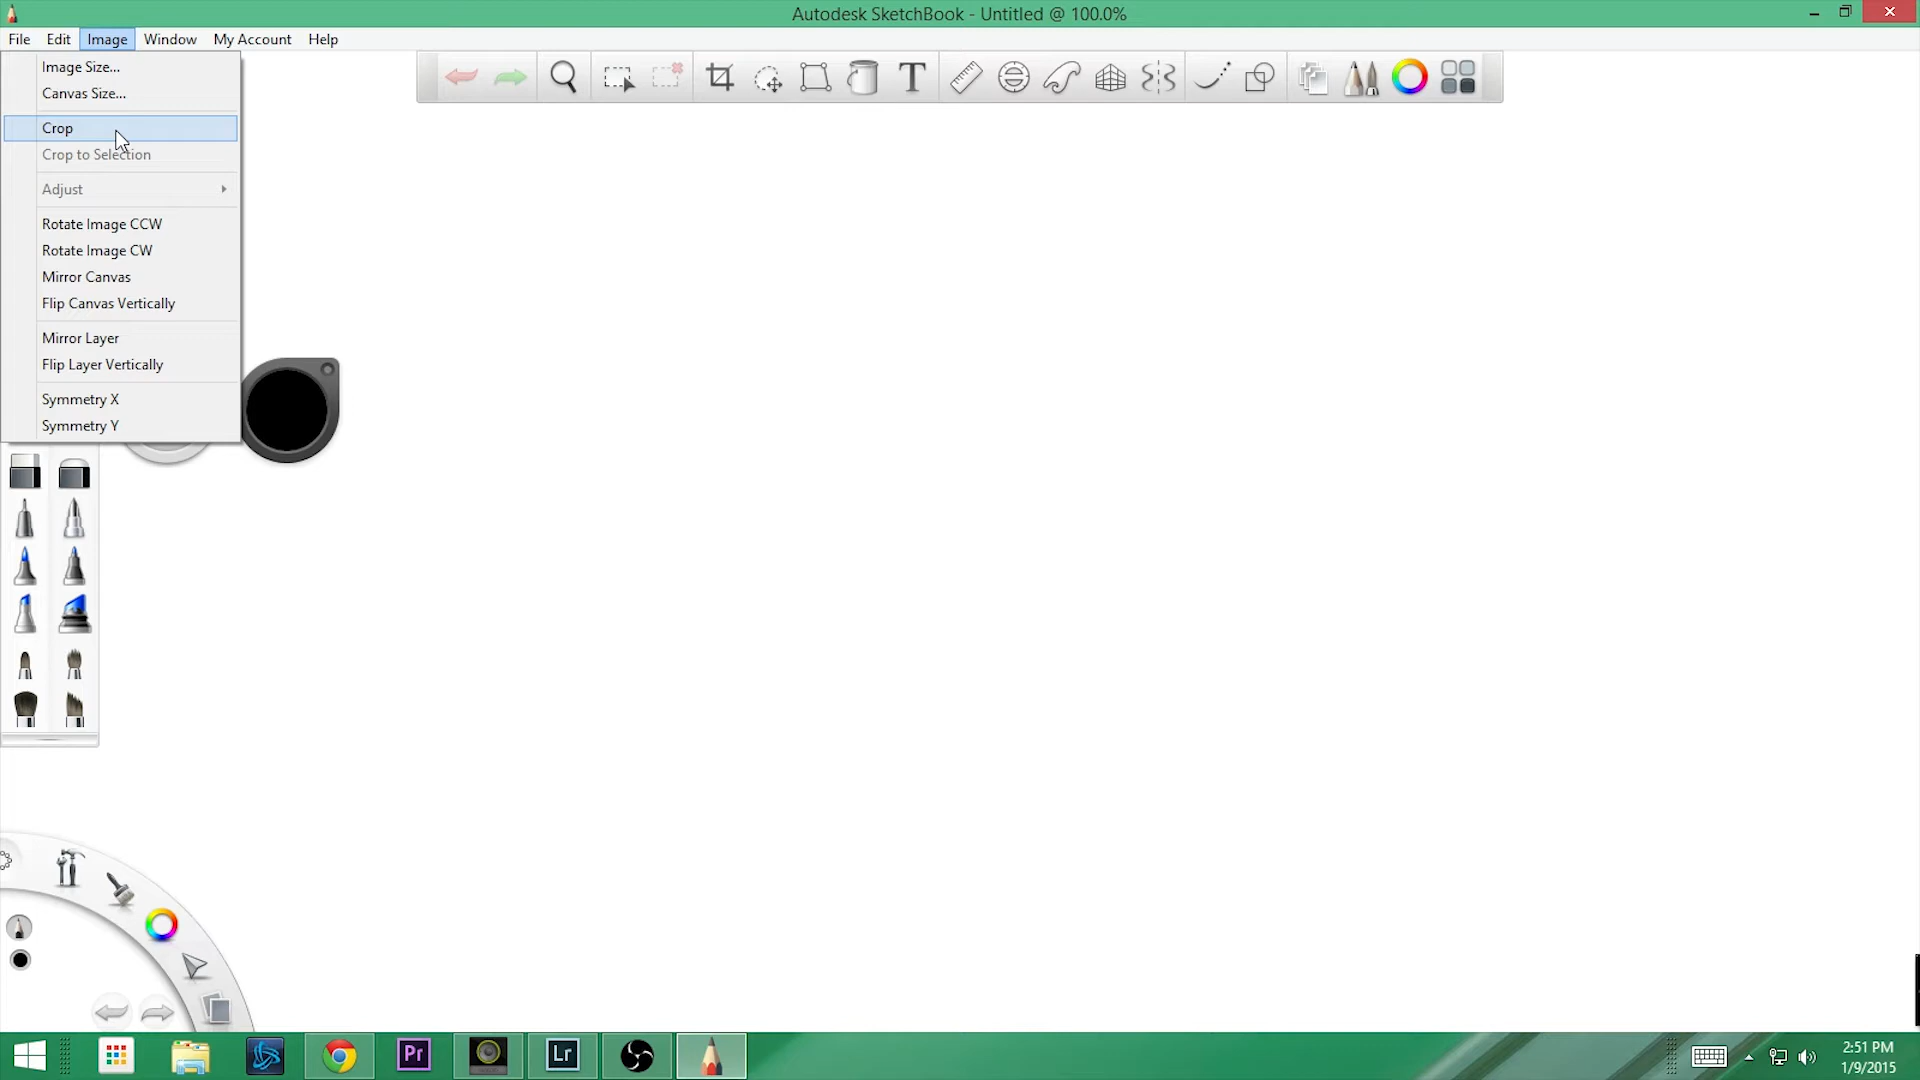 Autodesk SketchBook - Untitled @ 100.0%
File Edit Image Window My Account Help
Image Size...
Canvas Size...
Crop
Crop to Selection
Adjust
Rotate Image CCW
Rotate Image CW
Mirror Canvas
Flip Canvas Vertically
Mirror Layer
Flip Layer Vertically
Symmetry X
Symmetry Y
T
Pr
Lr
2:51 PM
1/9/2015